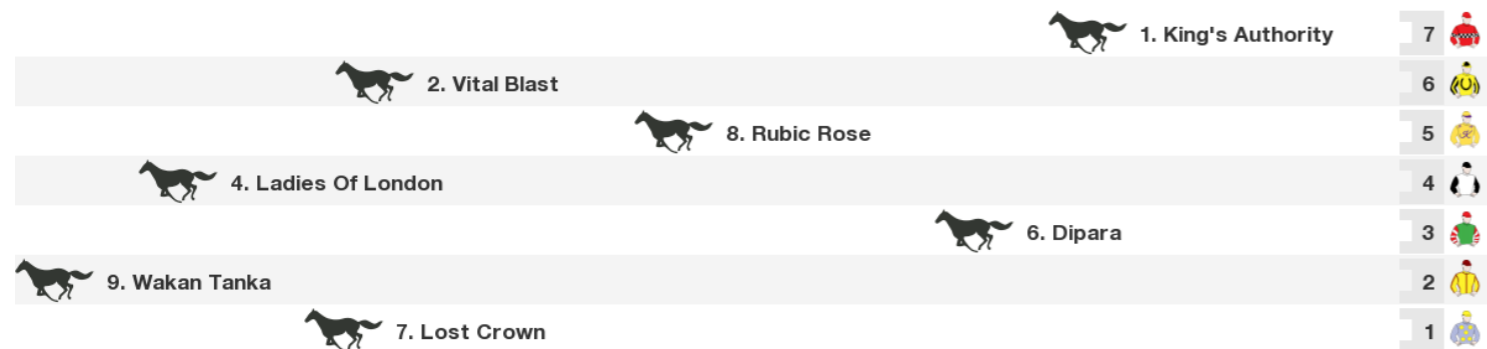 1. King's Authority 7
2. Vital Blast 6
8. Rubic Rose 5
4. Ladies Of London 4
6. Dipara 3
9. Wakan Tanka 2
7. Lost Crown 1